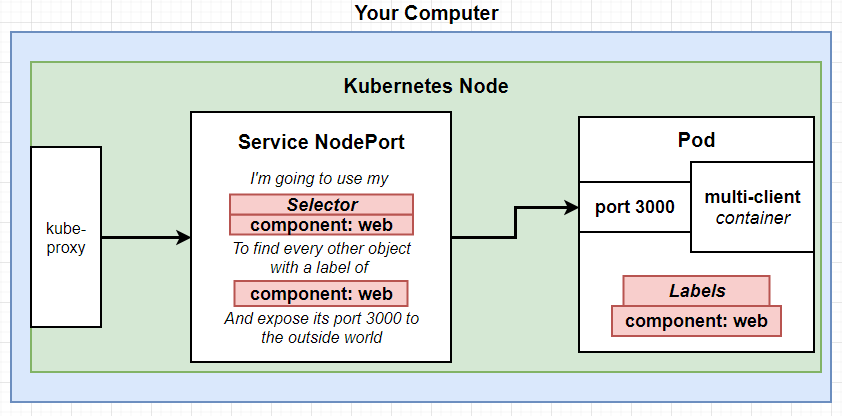 Your Computer
Kubernetes Node
kube-
proxy
Service NodePort
I'm going to use my
Selector
component: web
To find every other object
with a label of
component: web
And expose its port 3000 to
the outside world
Pod
port 3000
multi-client
container
Labels
component: web